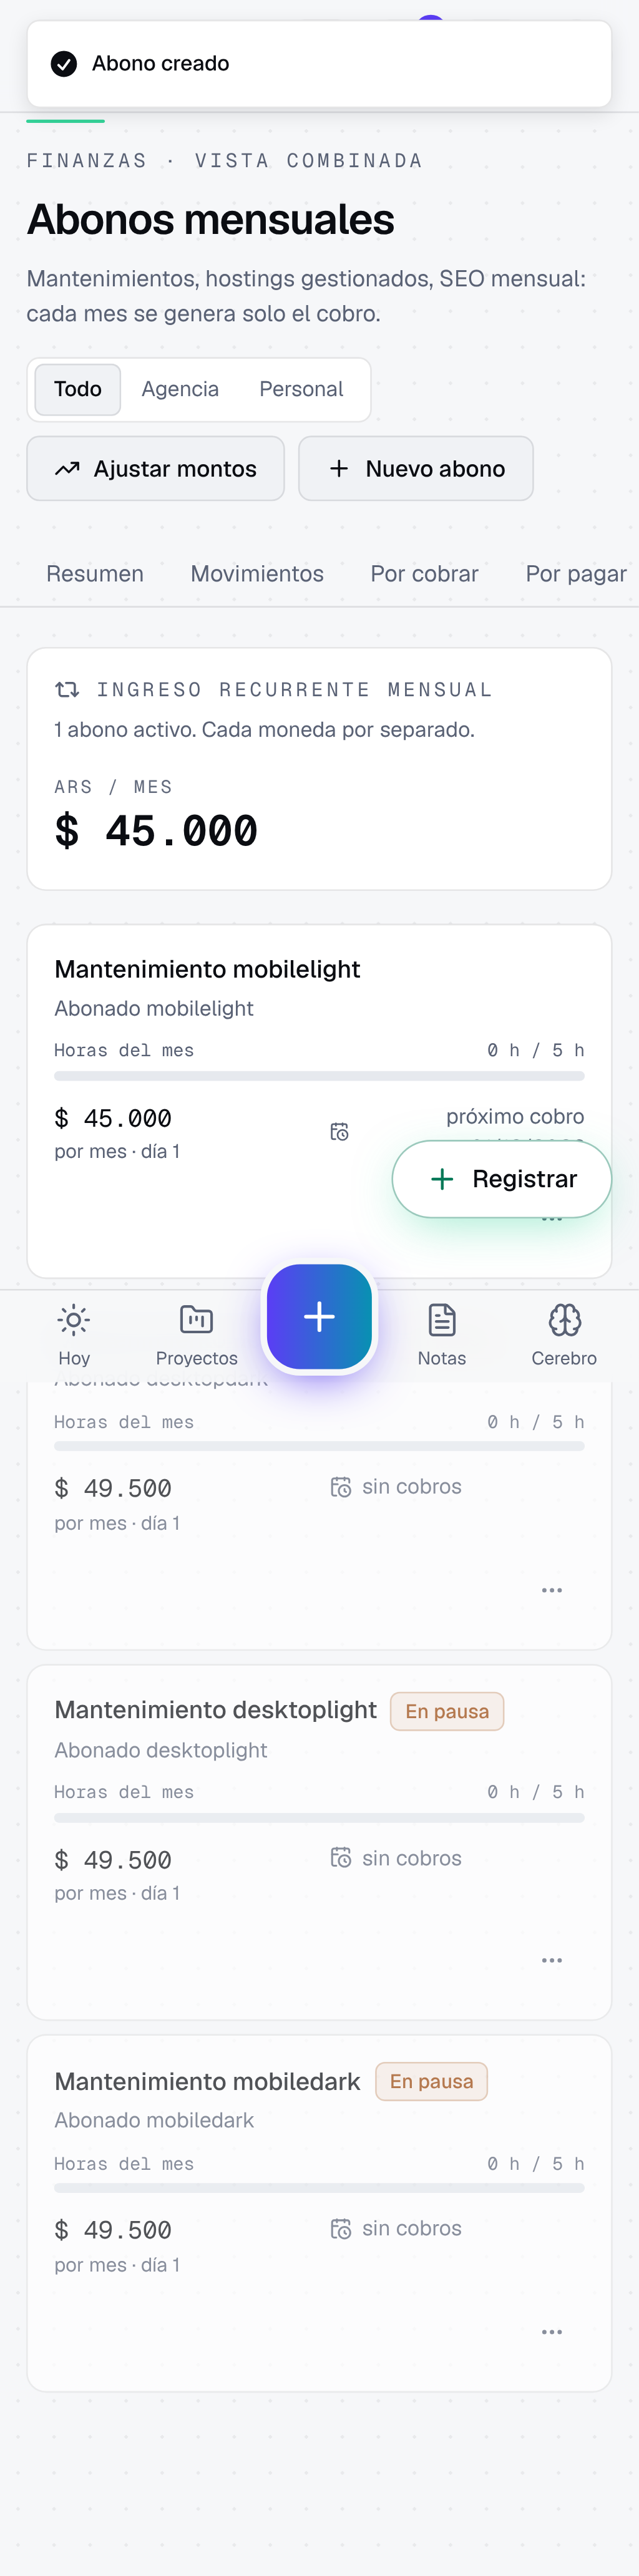 Abono creado
FINANZAS · VISTA COMBINADA
Abonos mensuales
Mantenimientos, hostings gestionados, SEO mensual:
cada mes se genera solo el cobro.
Todo Agencia Personal
Ajustar montos Nuevo abono
Resumen Movimientos Por cobrar Por pagar
INGRESO RECURRENTE MENSUAL
1 abono activo. Cada moneda por separado.
ARS / MES
$ 45.000
Mantenimiento mobilelight
Abonado mobilelight
Horas del mes 0 h / 5 h
$ 45.000 próximo cobro
por mes · día 1
Registrar
Hoy Proyectos Notas Cerebro
Abonado desktopdark
Horas del mes 0 h / 5 h
$ 49.500 sin cobros
por mes · día 1
Mantenimiento desktoplight En pausa
Abonado desktoplight
Horas del mes 0 h / 5 h
$ 49.500 sin cobros
por mes · día 1
Mantenimiento mobiledark En pausa
Abonado mobiledark
Horas del mes 0 h / 5 h
$ 49.500 sin cobros
por mes · día 1